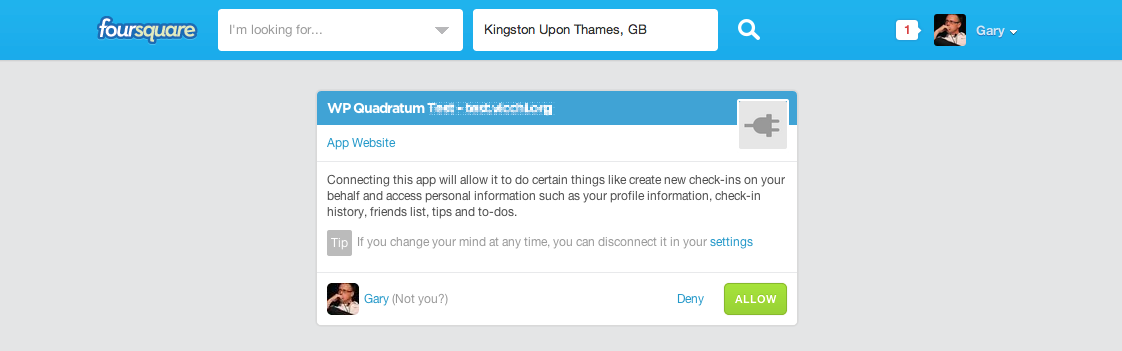 foursquare
I'm looking for...
Kingston Upon Thames, GB
1
Gary
WP Quadratum
App Website
Connecting this app will allow it to do certain things like create new check-ins on your
behalf and access personal information such as your profile information, check-in
history, friends list, tips and to-dos.
Tip If you change your mind at any time, you can disconnect it in your settings
Gary (Not you?)
Deny
ALLOW